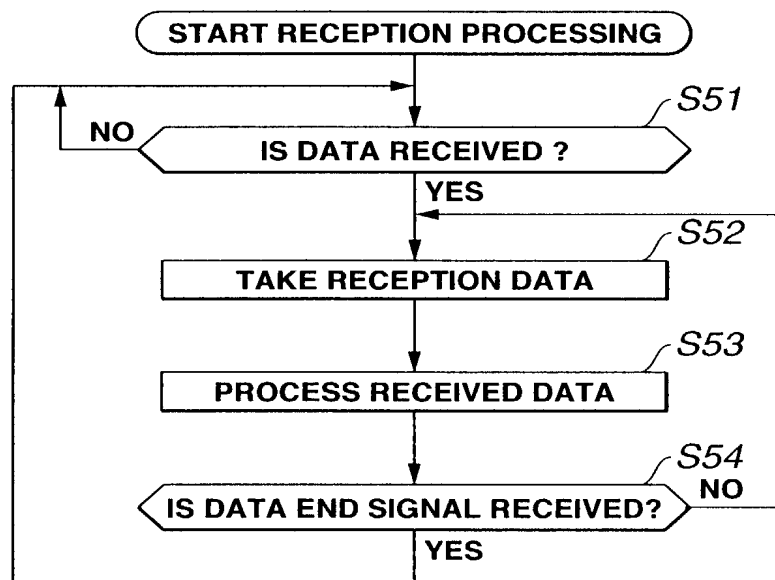 START RECEPTION PROCESSING
S51
NO
IS DATA RECEIVED ?
YES
S52
TAKE RECEPTION DATA
S53
PROCESS RECEIVED DATA
S54
IS DATA END SIGNAL RECEIVED?
NO
YES